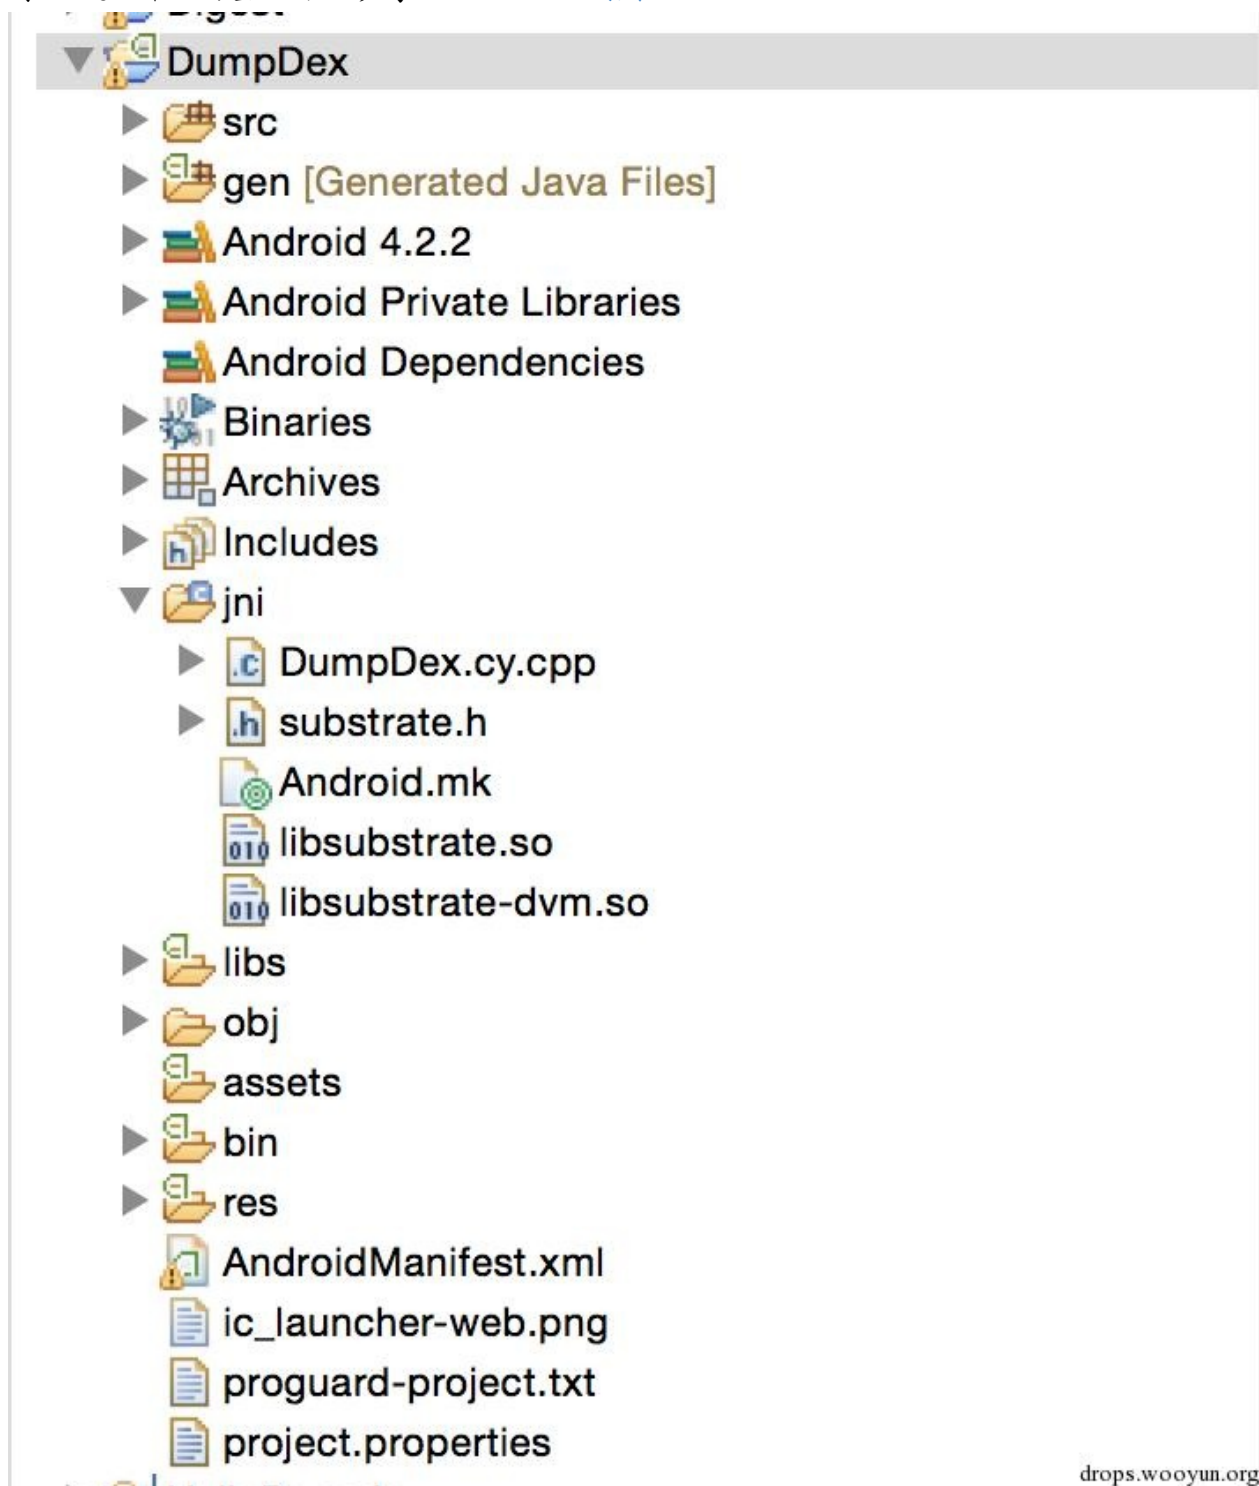 DumpDex
src
gen [Generated Java Files]
Android 4.2.2
Android Private Libraries
Android Dependencies
Binaries
Archives
Includes
jni
DumpDex.cy.cpp
substrate.h
Android.mk
libsubstrate.so
libsubstrate-dvm.so
libs
obj
assets
bin
res
AndroidManifest.xml
ic_launcher-web.png
proguard-project.txt
project.properties
drops.wooyun.org